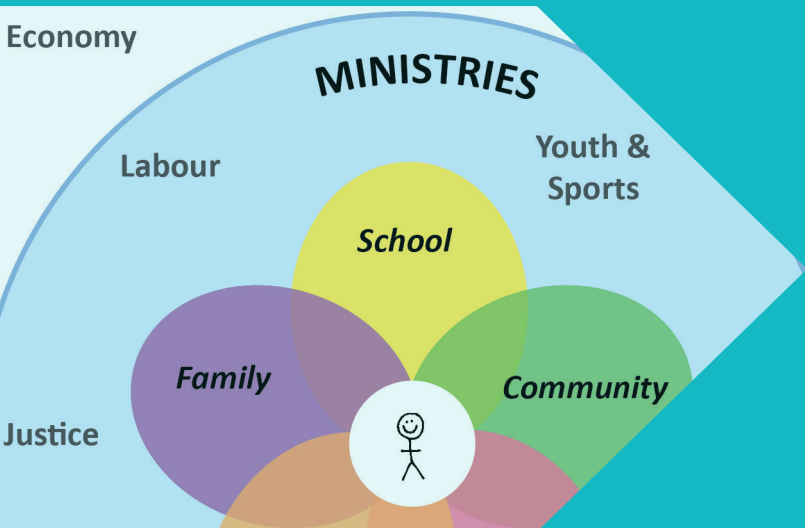 Economy
MINISTRIES
Labour
Youth &
Sports
School
Family
Community
Justice